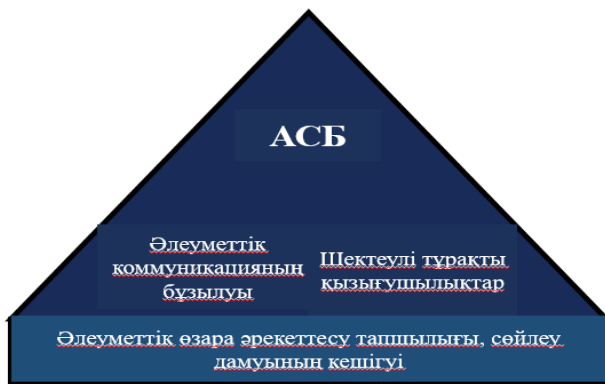 АСБ
Әлеуметтік
коммуникацияның
бұзылуы
Шектеулі тұрақты
қызығушылықтар
Әлеуметтік өзара әрекеттесу тапшылығы, сөйлеу
дамуының кешігуі